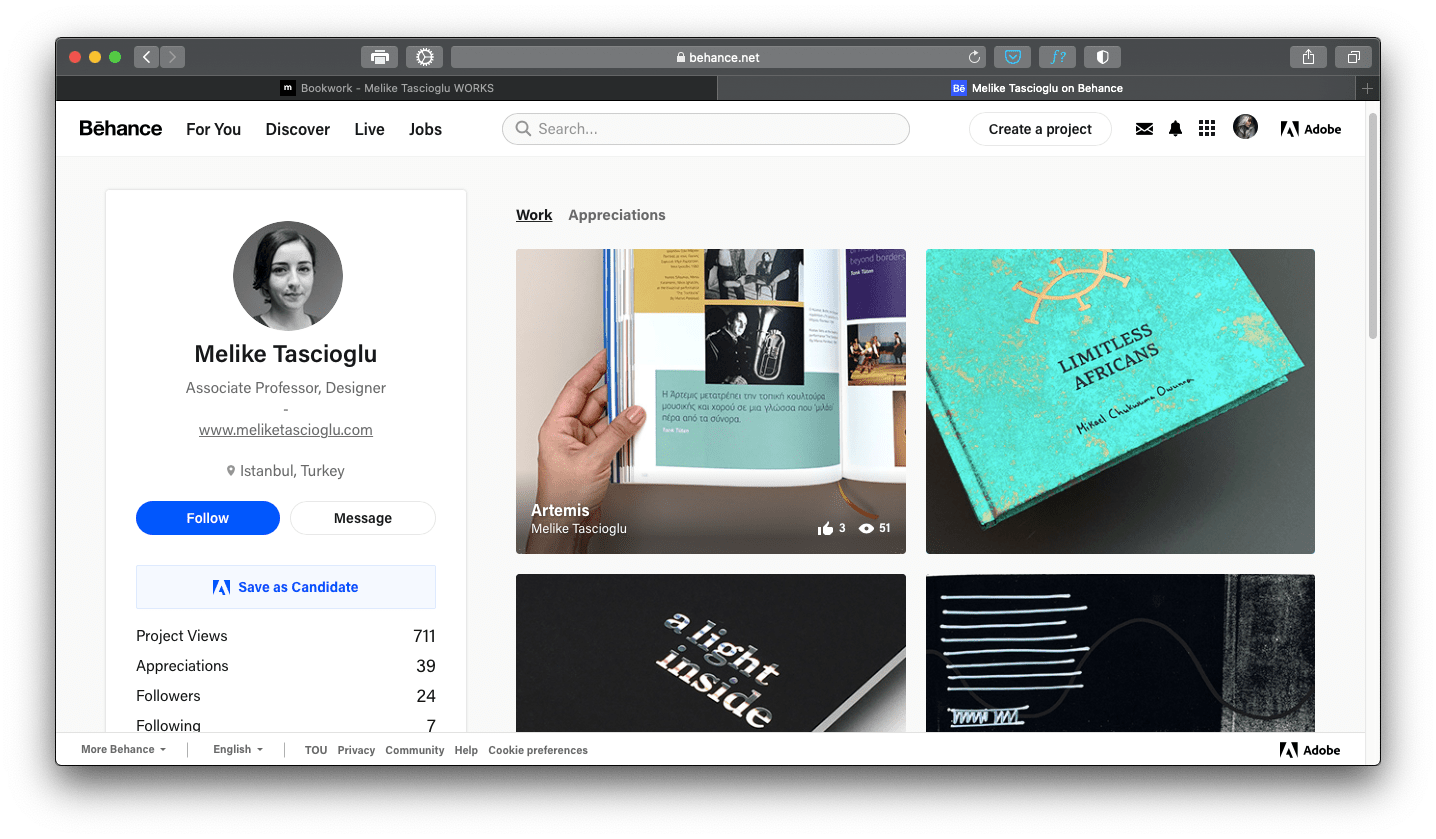 behance.net
m Bookwork - Melike Tascioglu WORKS
Bē Melike Tascioglu on Behance
Bēhance For You Discover Live Jobs
Search...
Create a project
Adobe
Melike Tascioglu
Associate Professor, Designer
-
www.meliketascioglu.com
Istanbul, Turkey
Follow Message
Save as Candidate
Project Views 711
Appreciations 39
Followers 24
Following 7
Work Appreciations
beyond borders
Tarık Tüten
Η Άρτεμις μετατρέπει την τοπική κουλτούρα
μουσικής και χορού σε μια γλώσσα που 'μιλάει'
πέρα από τα σύνορα.
Artemis
Melike Tascioglu
3 51
LIMITLESS
AFRICANS
Mikael Chukwuma Owunna
a light
inside
More Behance English TOU Privacy Community Help Cookie preferences
Adobe